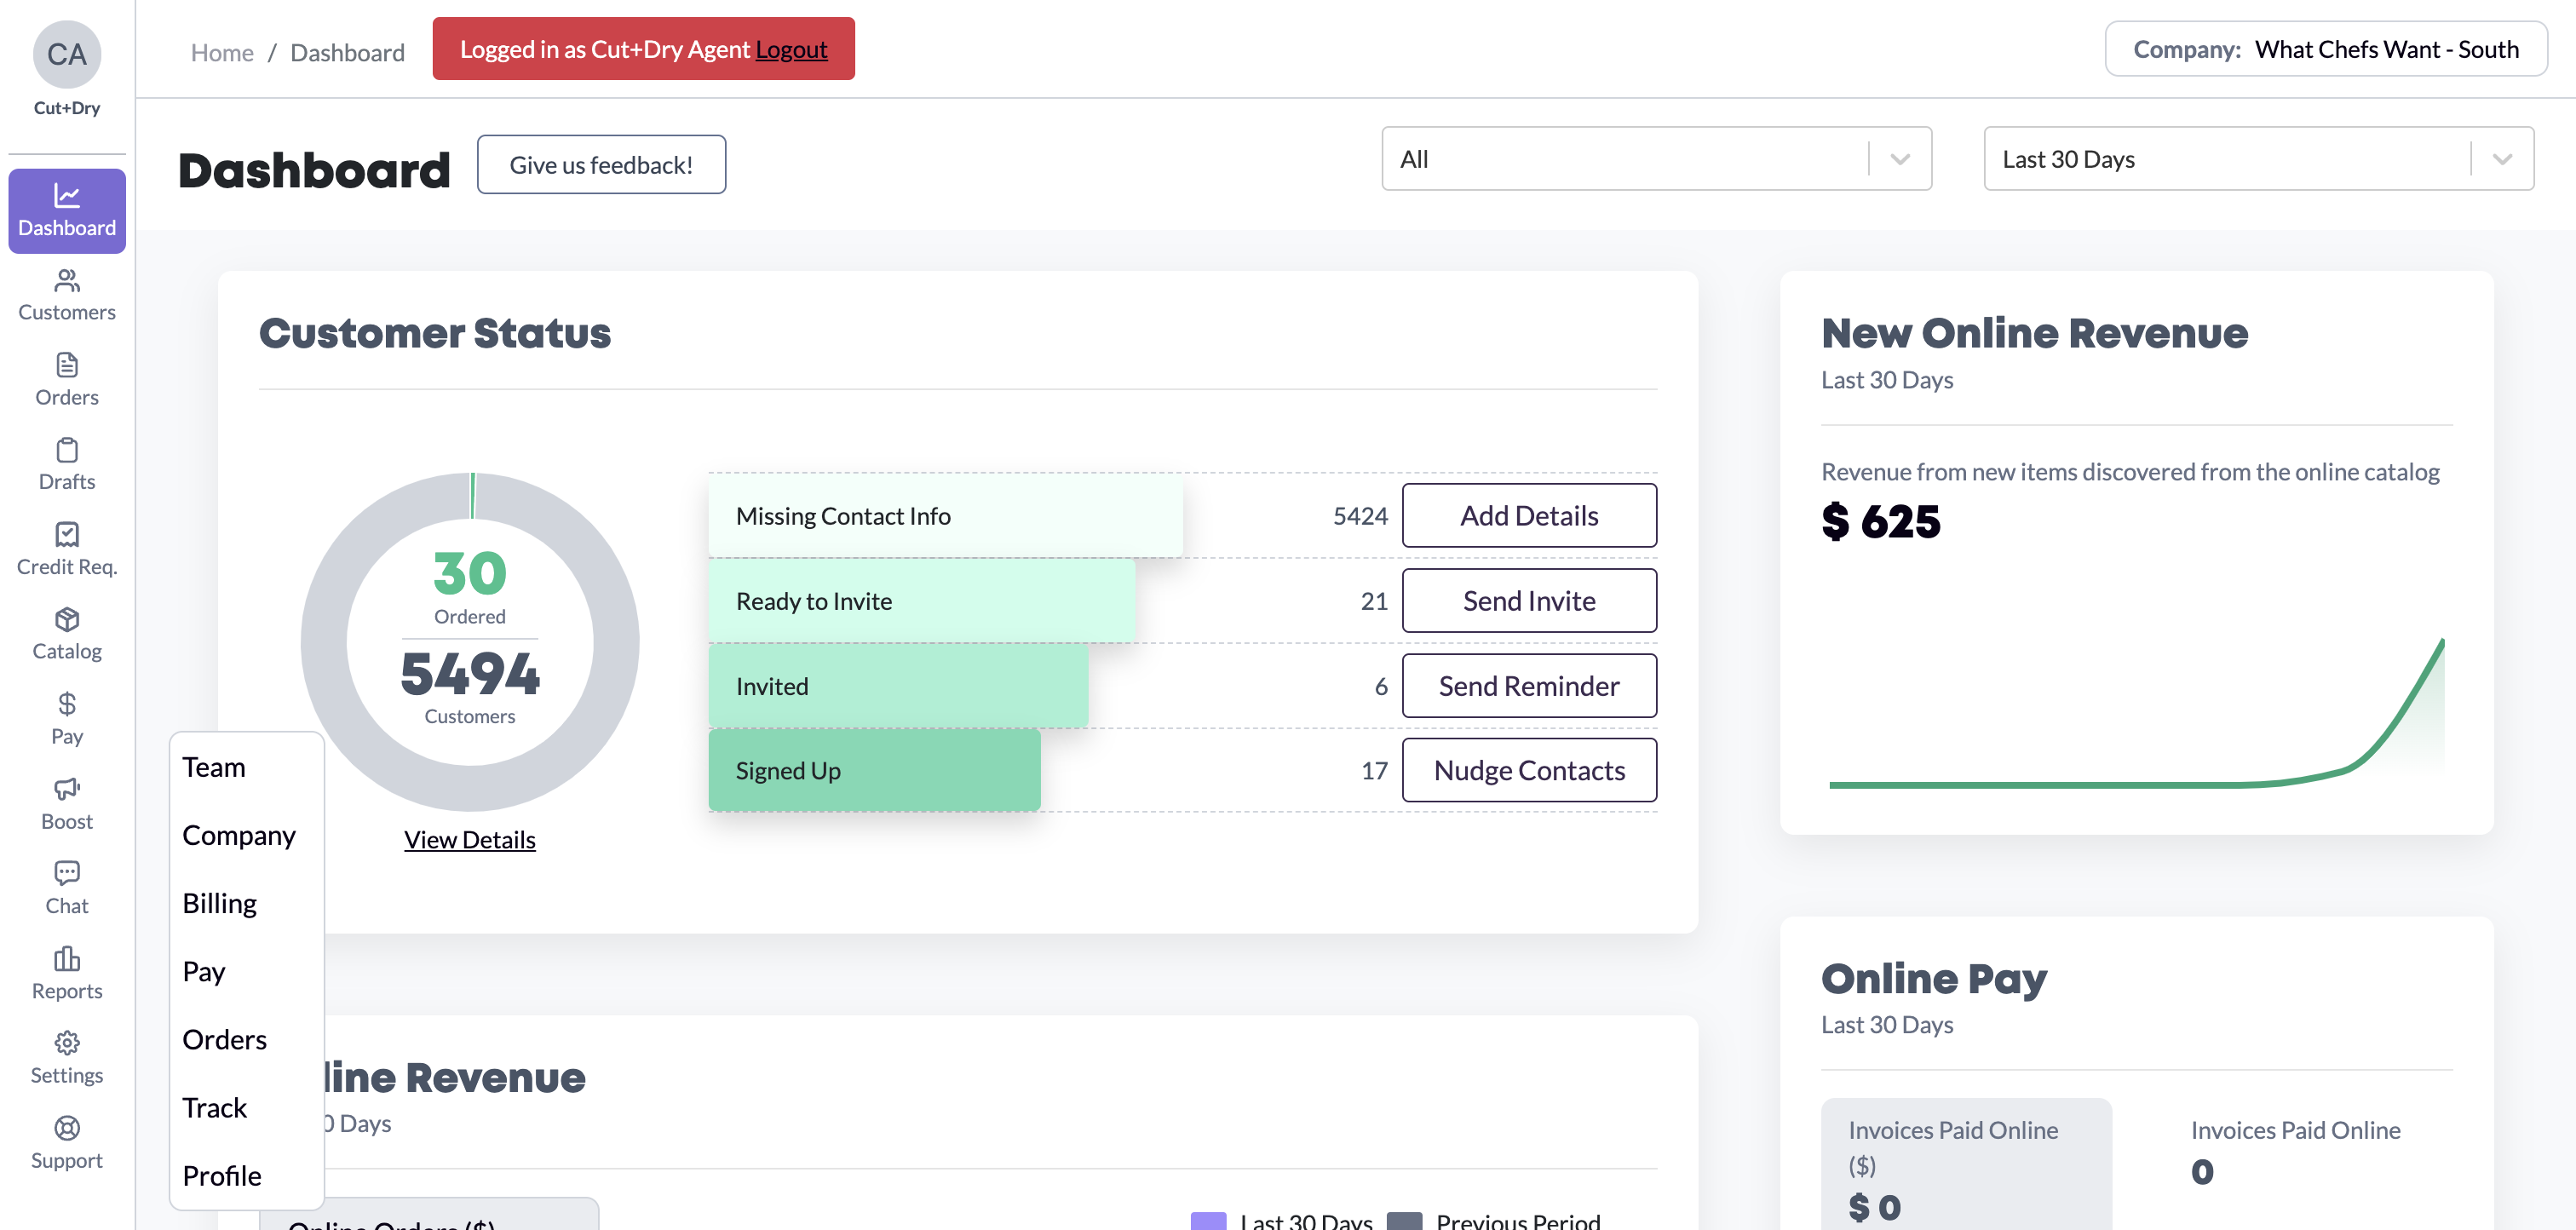 CA
Cut+Dry
Dashboard
Customers
Orders
Drafts
Credit Req.
Catalog
Pay
Boost
Chat
Reports
Settings
Support
Home / Dashboard
Logged in as Cut+Dry Agent Logout
Company: What Chefs Want - South
Dashboard
Give us feedback!
All
Last 30 Days
Customer Status
30
Ordered
5494
Customers
View Details
Missing Contact Info 5424 Add Details
Ready to Invite 21 Send Invite
Invited 6 Send Reminder
Signed Up 17 Nudge Contacts
New Online Revenue
Last 30 Days
Revenue from new items discovered from the online catalog
$ 625
Team
Company
Billing
Pay
Orders
Track
Profile
line Revenue
0 Days
Online Orders ($)
Last 30 Days Previous Period
Online Pay
Last 30 Days
Invoices Paid Online
($)
$ 0
Invoices Paid Online
0